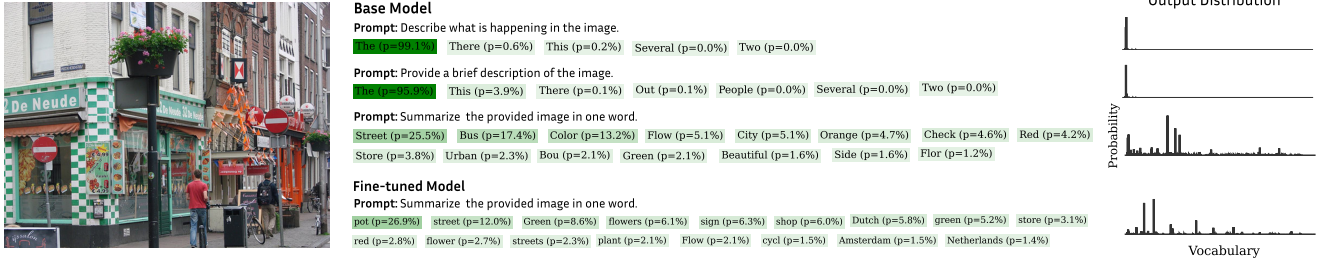 De Neude
De Neude
Base Model
Prompt: Describe what is happening in the image.
The (p=99.1%) There (p=0.6%) This (p=0.2%) Several (p=0.0%) Two (p=0.0%)
Prompt: Provide a brief description of the image.
The (p=95.9%) This (p=3.9%) There (p=0.1%) Out (p=0.1%) People (p=0.0%) Several (p=0.0%) Two (p=0.0%)
Prompt: Summarize the provided image in one word.
Street (p=25.5%) Bus (p=17.4%) Color (p=13.2%) Flow (p=5.1%) City (p=5.1%) Orange (p=4.7%) Check (p=4.6%) Red (p=4.2%)
Store (p=3.8%) Urban (p=2.3%) Bou (p=2.1%) Green (p=2.1%) Beautiful (p=1.6%) Side (p=1.6%) Flor (p=1.2%)
Fine-tuned Model
Prompt: Summarize the provided image in one word.
pot (p=26.9%) street (p=12.0%) Green (p=8.6%) flowers (p=6.1%) sign (p=6.3%) shop (p=6.0%) Dutch (p=5.8%) green (p=5.2%) store (p=3.1%)
red (p=2.8%) flower (p=2.7%) streets (p=2.3%) plant (p=2.1%) Flow (p=2.1%) cycl (p=1.5%) Amsterdam (p=1.5%) Netherlands (p=1.4%)
Output Distribution
Probability
Vocabulary